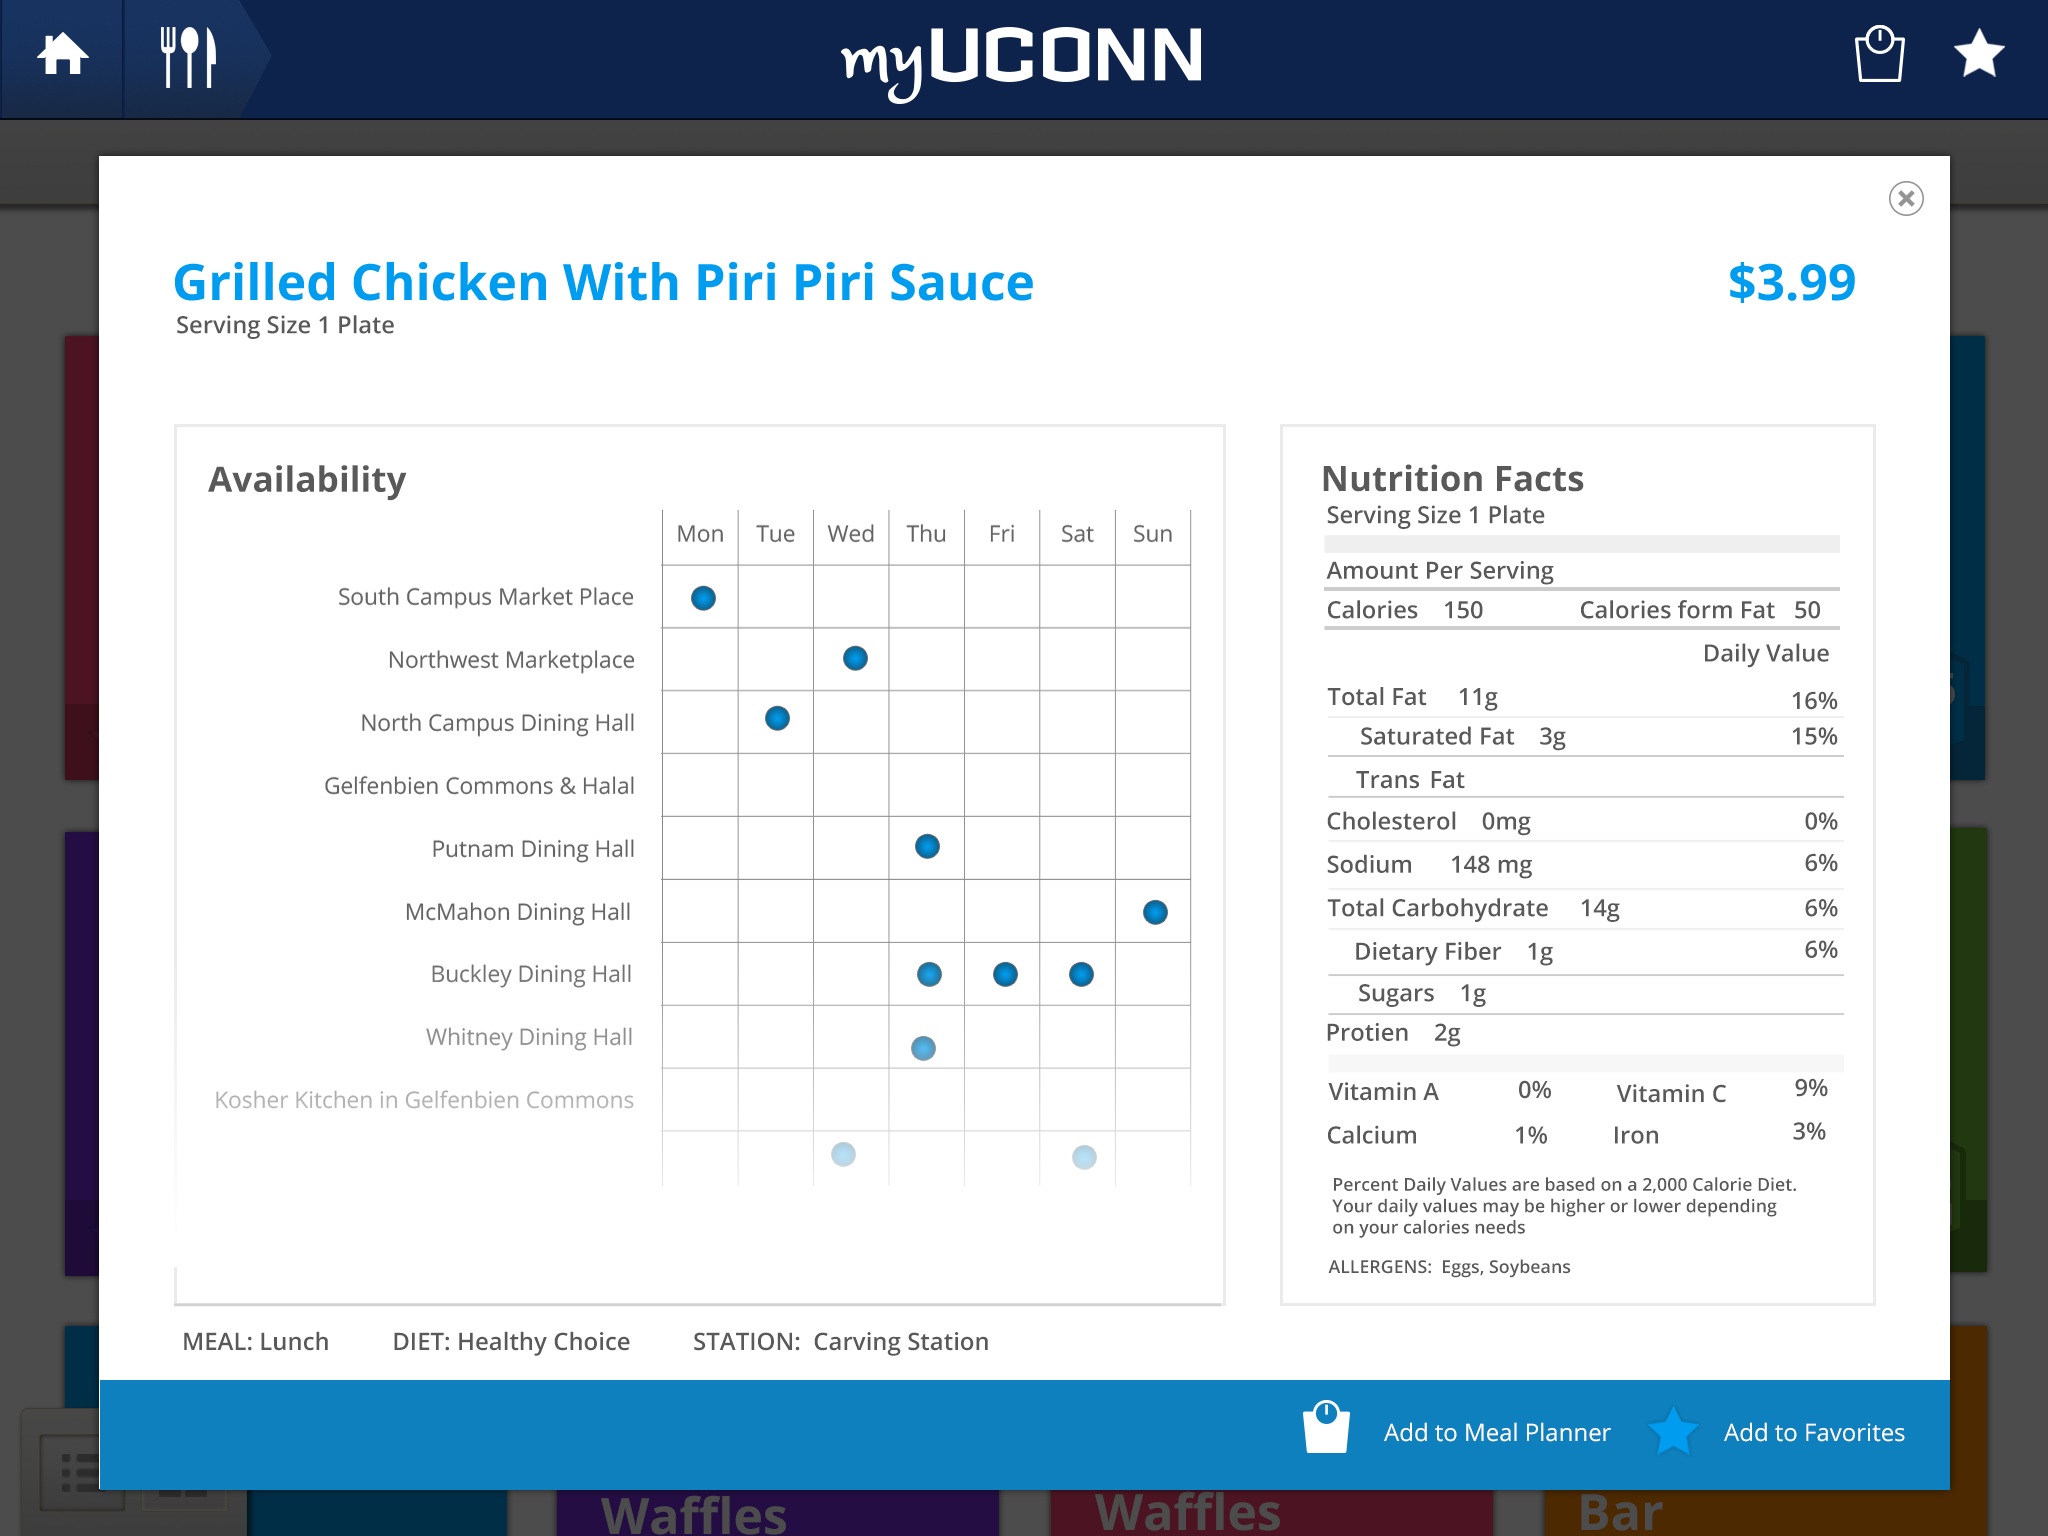 myUCONN
Grilled Chicken With Piri Piri Sauce $3.99
Serving Size 1 Plate
Availability
Mon Tue Wed Thu Fri Sat Sun
South Campus Market Place
Northwest Marketplace
North Campus Dining Hall
Gelfenbien Commons & Halal
Putnam Dining Hall
McMahon Dining Hall
Buckley Dining Hall
Whitney Dining Hall
Kosher Kitchen in Gelfenbien Commons
Nutrition Facts
Serving Size 1 Plate
Amount Per Serving
Calories 150 Calories form Fat 50
Daily Value
Total Fat 11g 16%
Saturated Fat 3g 15%
Trans Fat
Cholesterol 0mg 0%
Sodium 148 mg 6%
Total Carbohydrate 14g 6%
Dietary Fiber 1g 6%
Sugars 1g
Protien 2g
Vitamin A 0% Vitamin C 9%
Calcium 1% Iron 3%
Percent Daily Values are based on a 2,000 Calorie Diet.
Your daily values may be higher or lower depending
on your calories needs
ALLERGENS: Eggs, Soybeans
MEAL: Lunch DIET: Healthy Choice STATION: Carving Station
Add to Meal Planner Add to Favorites
Waffles Waffles Bar